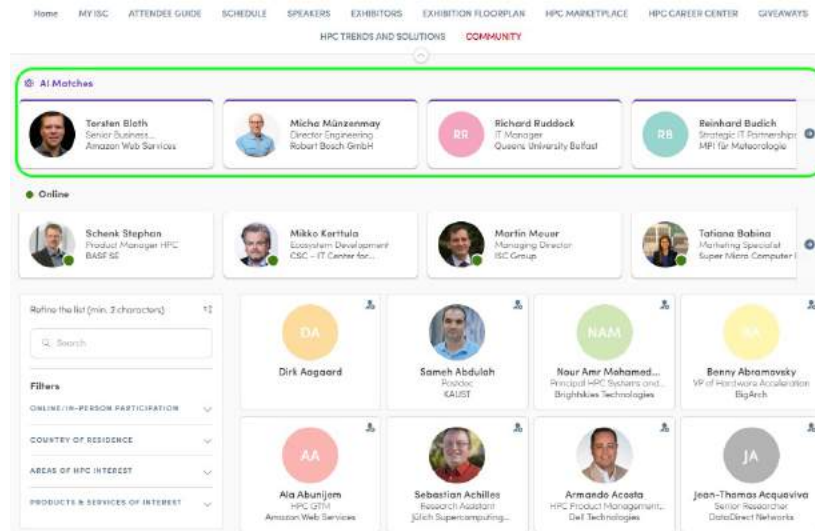 Home MY ISC ATTENDEE GUIDE SCHEDULE SPEAKERS EXHIBITORS EXHIBITION FLOORPLAN HPC MARKETPLACE HPC CAREER CENTER GIVEAWAYS
HPC TRENDS AND SOLUTIONS COMMUNITY
AI Matches
Torsten Bloth
Senior Business...
Amazon Web Services
Micha Münzenmay
Director Engineering
Robert Bosch GmbH
RR
Richard Ruddock
IT Manager
Queens University Belfast
RB
Reinhard Budich
Strategic IT Partnerships
MPI für Meteorologie
Online
Schenk Stephan
Product Manager HPC
BASF SE
Mikko Kerttula
Ecosystem Development
CSC – IT Center for...
Martin Meuer
Managing Director
ISC Group
Tatiana Babina
Marketing Specialist
Super Micro Computer
Refine the list (min. 2 characters)
Search
Filters
ONLINE/IN-PERSON PARTICIPATION
COUNTRY OF RESIDENCE
AREAS OF HPC INTEREST
PRODUCTS & SERVICES OF INTEREST
DA
Dirk Aagaard
Sameh Abdulah
Postdoc
KAUST
NAM
Nour Amr Mohamed...
Principal HPC Systems and...
Brightskies Technologies
BA
Benny Abramovsky
VP of Hardware Acceleration
BigArch
AA
Ala Abunijem
HPC GTM
Amazon Web Services
Sebastian Achilles
Research Assistant
Jülich Supercomputing...
Armando Acosta
HPC Product Management,...
Dell Technologies
JA
Jean-Thomas Acquaviva
Senior Researcher
DataDirect Networks